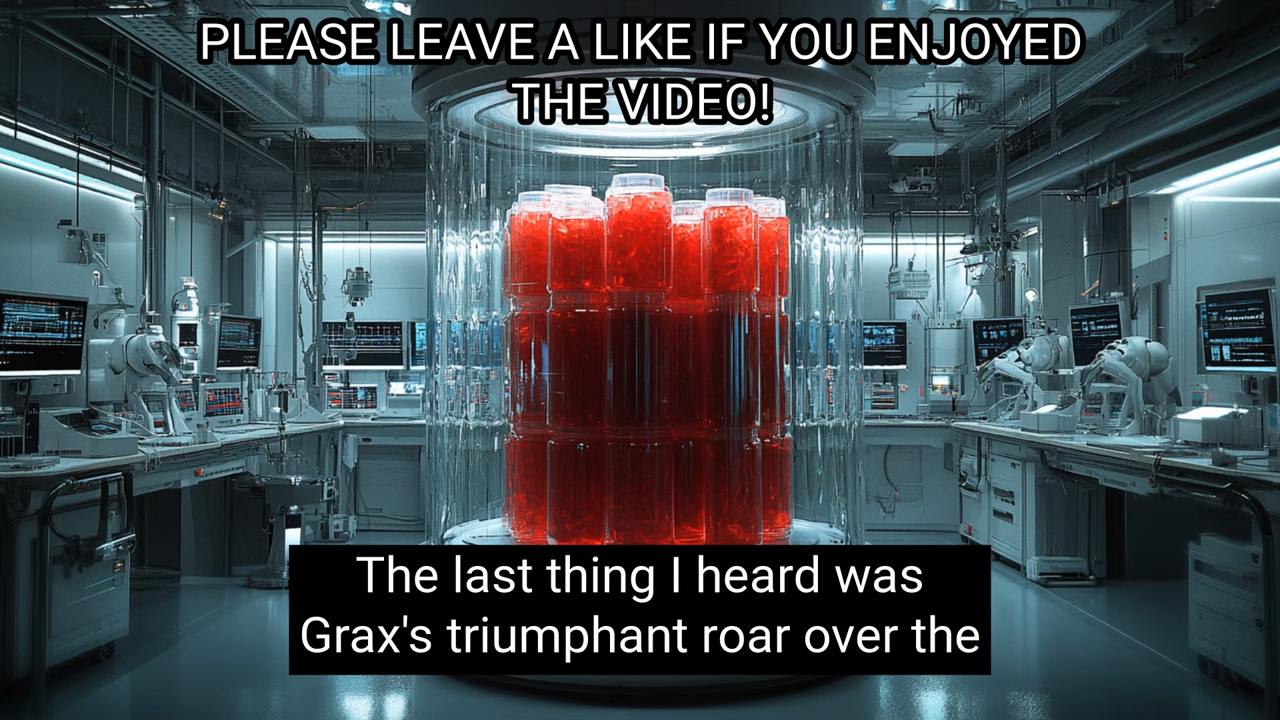 PLEASE LEAVE A LIKE IF YOU ENJOYED
THE VIDEO!
The last thing I heard was
Grax's triumphant roar over the